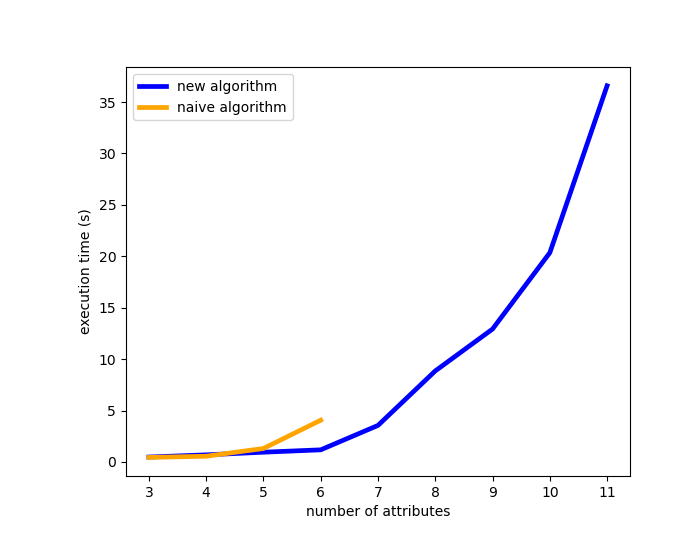 new algorithm
naive algorithm
35
30
25
20
15
10
5
0
execution time (s)
3 4 5 6 7 8 9 10 11
number of attributes